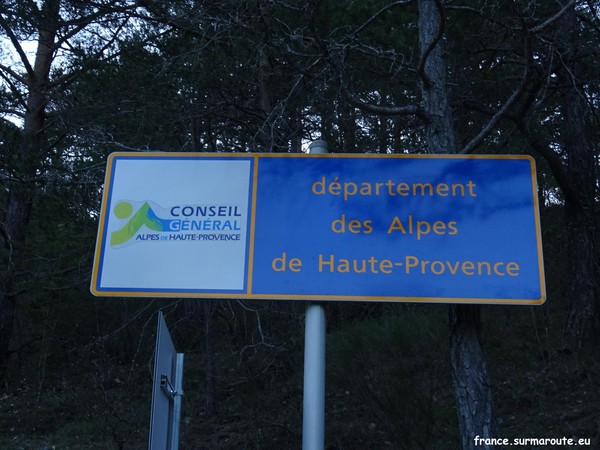 CONSEIL
GÉNÉRAL
ALPES DE HAUTE-PROVENCE
département
des Alpes
de Haute-Provence
france.surmaroute.eu